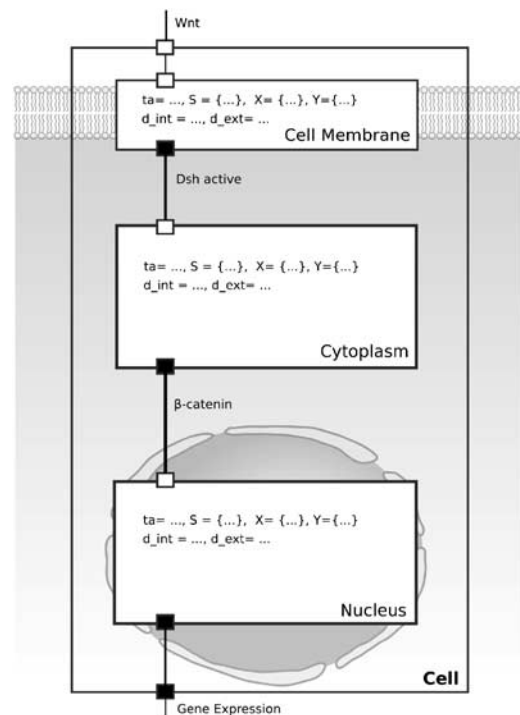 Wnt
ta= ..., S = {...},  X= {...}, Y={...}
d_int = ..., d_ext= ...
Cell Membrane
Dsh active
ta= ..., S = {...},  X= {...}, Y={...}
d_int = ..., d_ext= ...
Cytoplasm
β-catenin
ta= ..., S = {...},  X= {...}, Y={...}
d_int = ..., d_ext= ...
Nucleus
Cell
Gene Expression